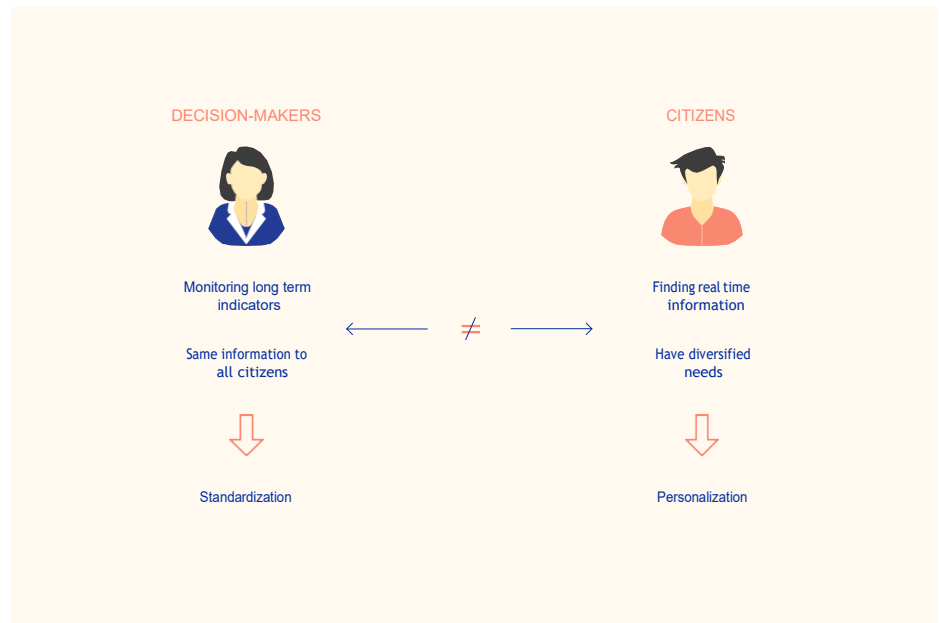 DECISION-MAKERS
Monitoring long term
indicators
Same information to
all citizens
Standardization
≠
CITIZENS
Finding real time
information
Have diversified
needs
Personalization